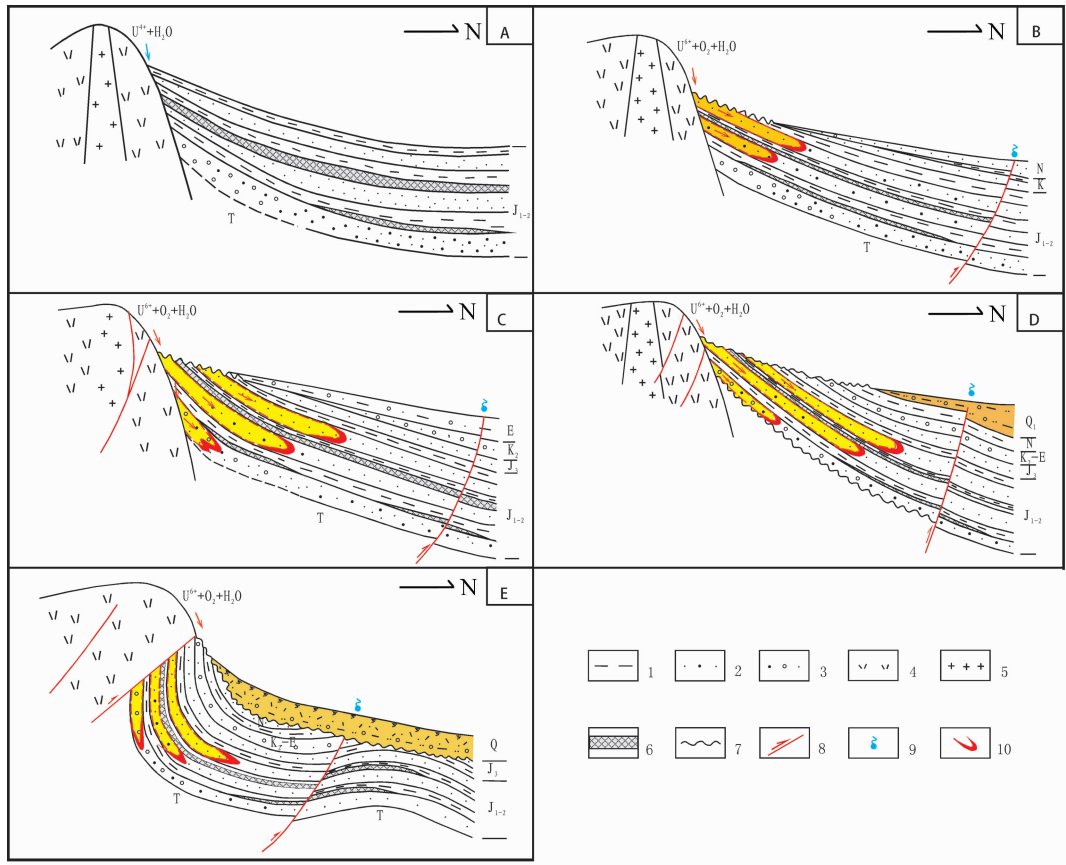 U⁴⁺+H₂O
N
A
T
J₁₋₂
U⁶⁺+O₂+H₂O
N
B
N
K
J₁₋₂
T
U⁶⁺+O₂+H₂O
N
C
E
K₂
J₃
J₁₋₂
T
U⁶⁺+O₂+H₂O
N
D
Q₁
N
K₂-E
J₃
J₁₋₂
U⁶⁺+O₂+H₂O
N
E
N
K₂-E
Q
J₃
J₁₋₂
T
T
1
2
3
4
5
6
7
8
9
10